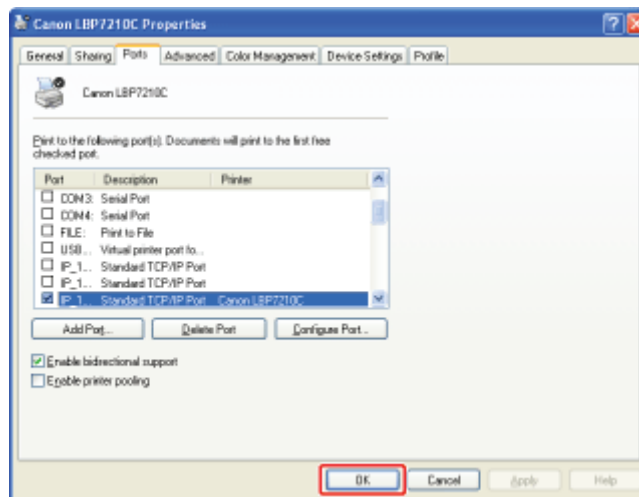 Canon LBP7210C Properties
General Sharing Ports Advanced Color Management Device Settings Profile
Canon LBP7210C
Print to the following port(s). Documents will print to the first free
checked port.
Port Description Printer
COM3: Serial Port
COM4: Serial Port
FILE: Print to File
USB... Virtual printer port fo...
IP_1... Standard TCP/IP Port
IP_1... Standard TCP/IP Port
IP_1... Standard TCP/IP Port Canon LBP7210C
Add Port... Delete Port Configure Port...
Enable bidirectional support
Enable printer pooling
OK Cancel Apply Help